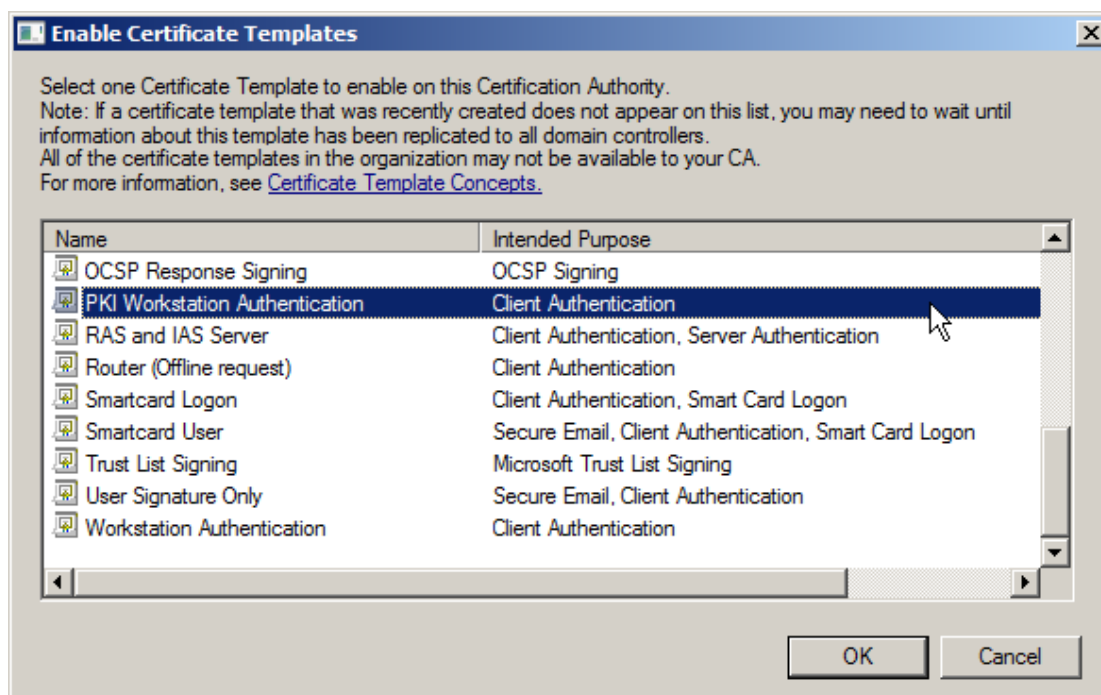 Enable Certificate Templates
Select one Certificate Template to enable on this Certification Authority.
Note: If a certificate template that was recently created does not appear on this list, you may need to wait until
information about this template has been replicated to all domain controllers.
All of the certificate templates in the organization may not be available to your CA.
For more information, see Certificate Template Concepts.
Name Intended Purpose
OCSP Response Signing OCSP Signing
PKI Workstation Authentication Client Authentication
RAS and IAS Server Client Authentication, Server Authentication
Router (Offline request) Client Authentication
Smartcard Logon Client Authentication, Smart Card Logon
Smartcard User Secure Email, Client Authentication, Smart Card Logon
Trust List Signing Microsoft Trust List Signing
User Signature Only Secure Email, Client Authentication
Workstation Authentication Client Authentication
OK Cancel